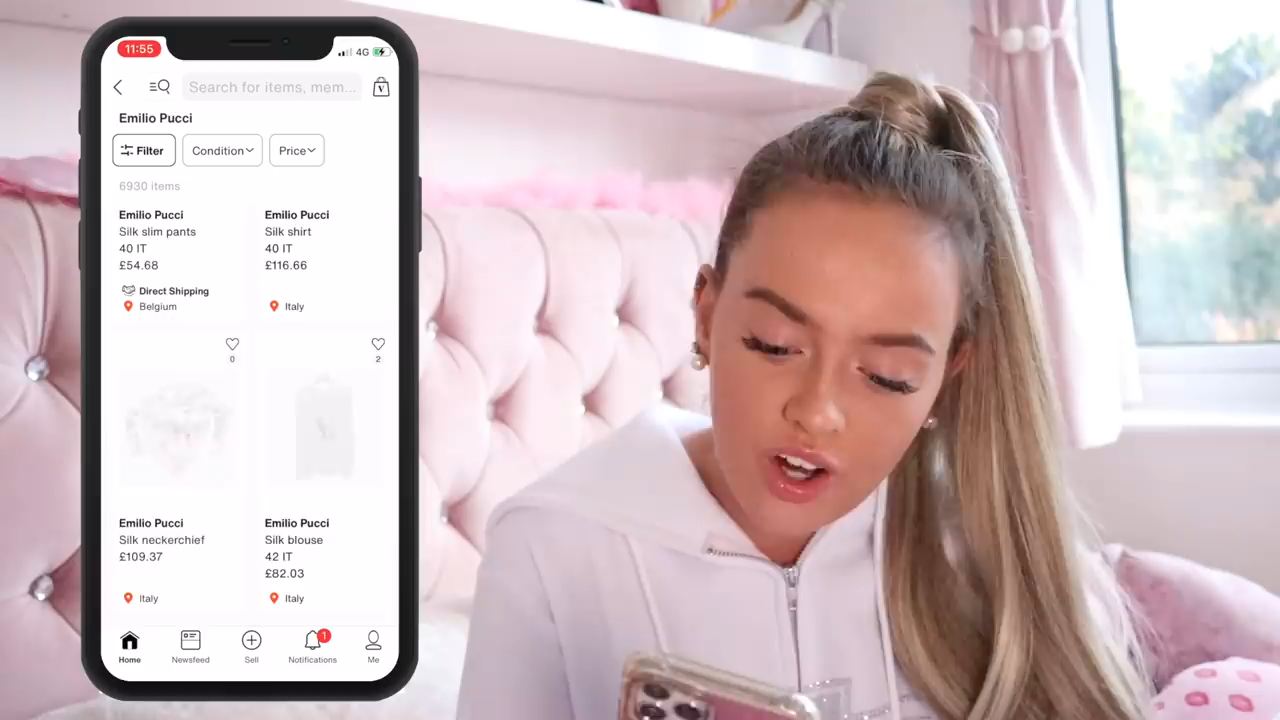 11:55
4G
Search for items, mem...
V
Emilio Pucci
Filter
Condition
Price
6930 items
Emilio Pucci
Silk slim pants
40 IT
£54.68
Direct Shipping
Belgium
Emilio Pucci
Silk shirt
40 IT
£116.66
Italy
0
2
Emilio Pucci
Silk neckerchief
£109.37
Italy
Emilio Pucci
Silk blouse
42 IT
£82.03
Italy
Home
Newsfeed
Sell
1
Notifications
Me